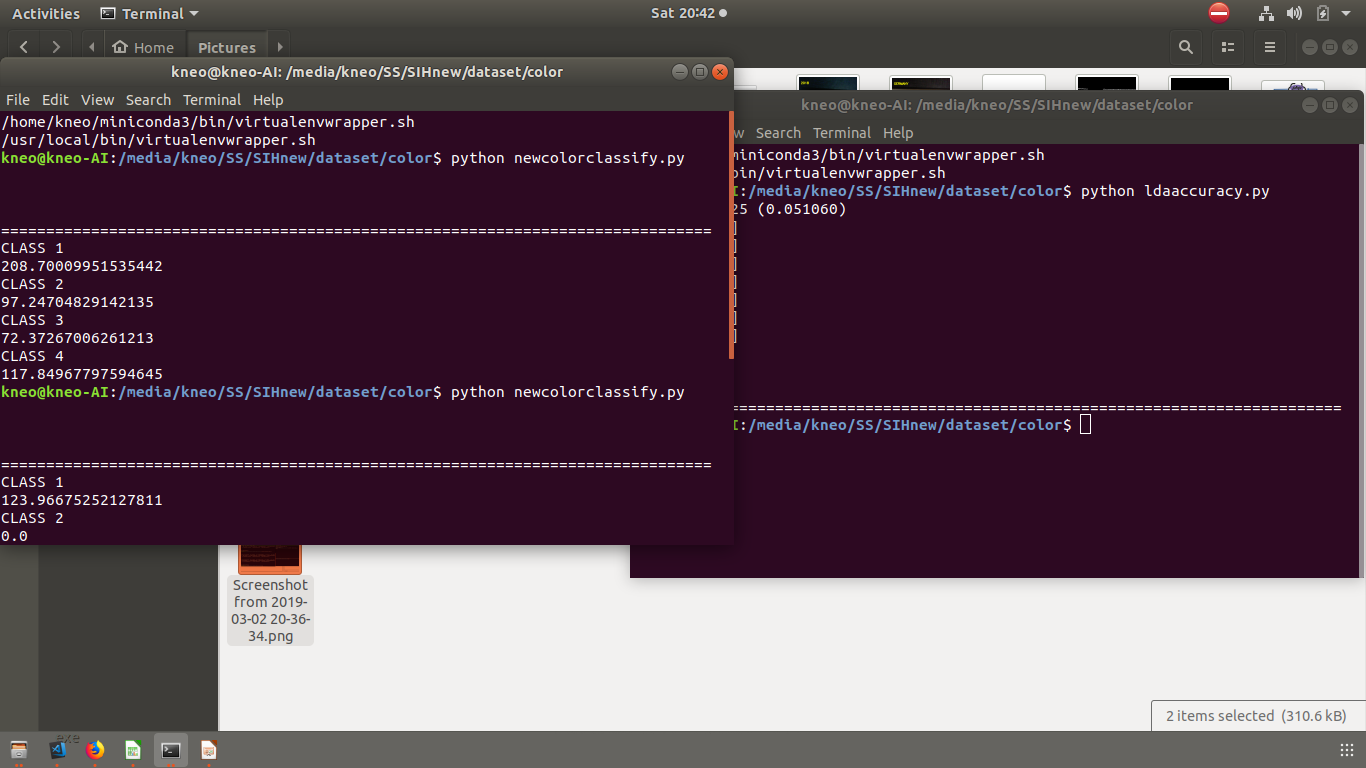 Activities
Terminal
Sat 20:42
Home
Pictures
kneo@kneo-AI: /media/kneo/SS/SIHnew/dataset/color
File Edit View Search Terminal Help
/home/kneo/miniconda3/bin/virtualenvwrapper.sh
/usr/local/bin/virtualenvwrapper.sh
kneo@kneo-AI:/media/kneo/SS/SIHnew/dataset/color$ python newcolorclassify.py
===============================================================================
CLASS 1
208.70009951535442
CLASS 2
97.24704829142135
CLASS 3
72.37267006261213
CLASS 4
117.84967797594645
kneo@kneo-AI:/media/kneo/SS/SIHnew/dataset/color$ python newcolorclassify.py
===============================================================================
CLASS 1
123.96675252127811
CLASS 2
0.0
kneo@kneo-AI: /media/kneo/SS/SIHnew/dataset/color
w Search Terminal Help
miniconda3/bin/virtualenvwrapper.sh
bin/virtualenvwrapper.sh
I:/media/kneo/SS/SIHnew/dataset/color$ python ldaaccuracy.py
25 (0.051060)
]
]
]
]
]
]
]
====================================================================
I:/media/kneo/SS/SIHnew/dataset/color$
Screenshot
from 2019-
03-02 20-36-
34.png
2 items selected (310.6 kB)
exe